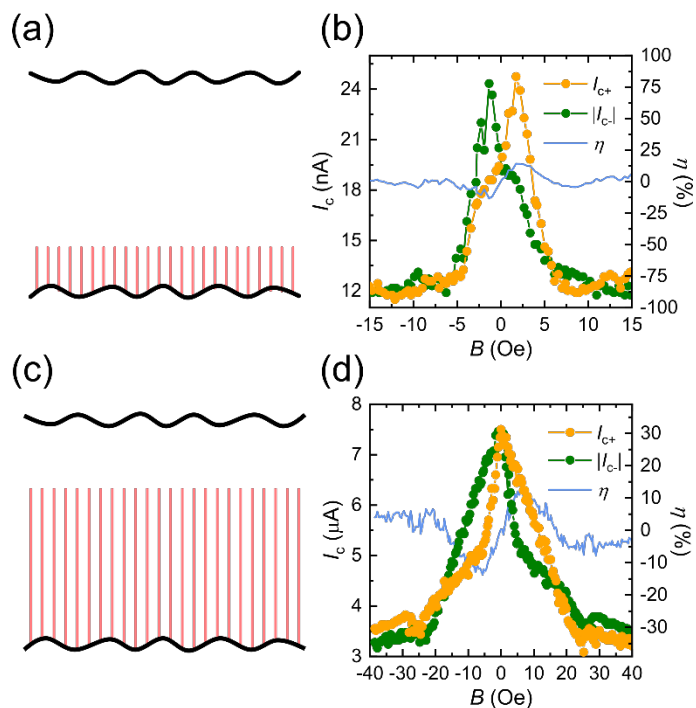 (a)
(b)
100
75
50
25
0
-25
-50
-75
-100
η (%)
24
21
18
15
12
I_c (nA)
I_c+
|I_c-|
η
-15 -10 -5 0 5 10 15
B (Oe)
(c)
(d)
8
7
6
5
4
3
I_c (μA)
I_c+
|I_c-|
η
30
20
10
0
-10
-20
-30
η (%)
-40 -30 -20 -10 0 10 20 30 40
B (Oe)